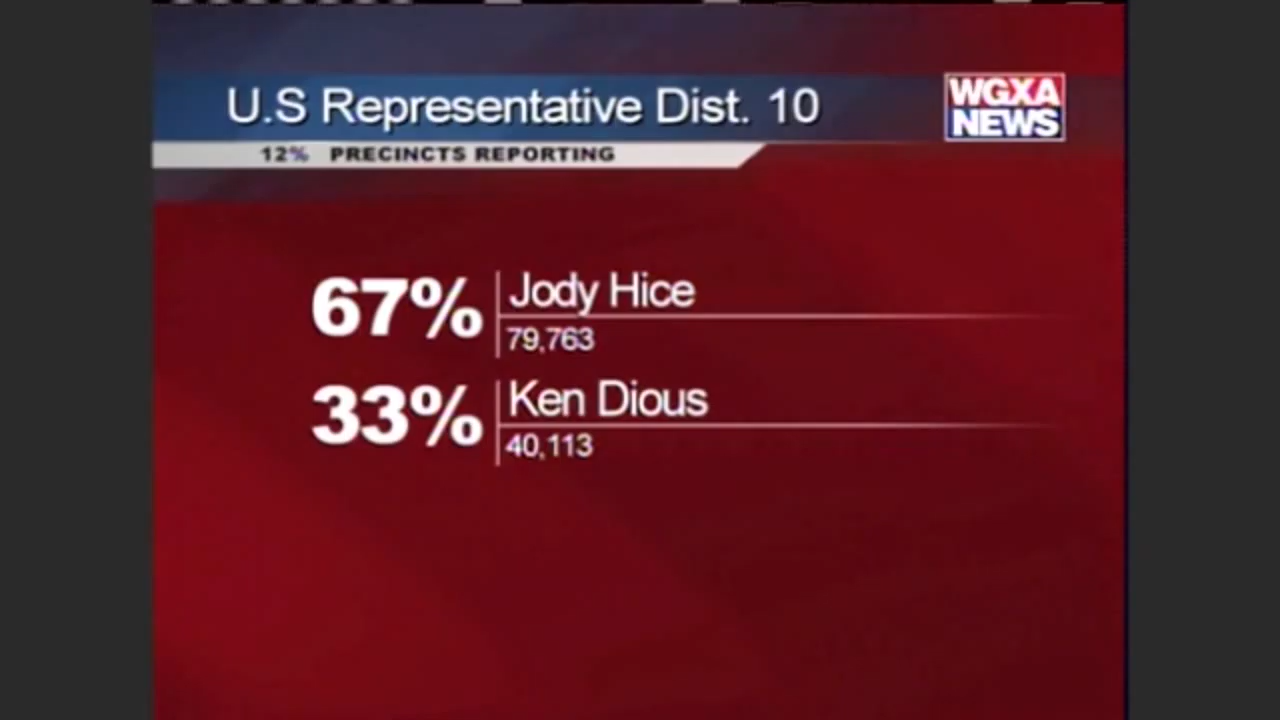 U.S Representative Dist. 10
WGXA
NEWS
12% PRECINCTS REPORTING
67% Jody Hice
79,763
33% Ken Dious
40,113